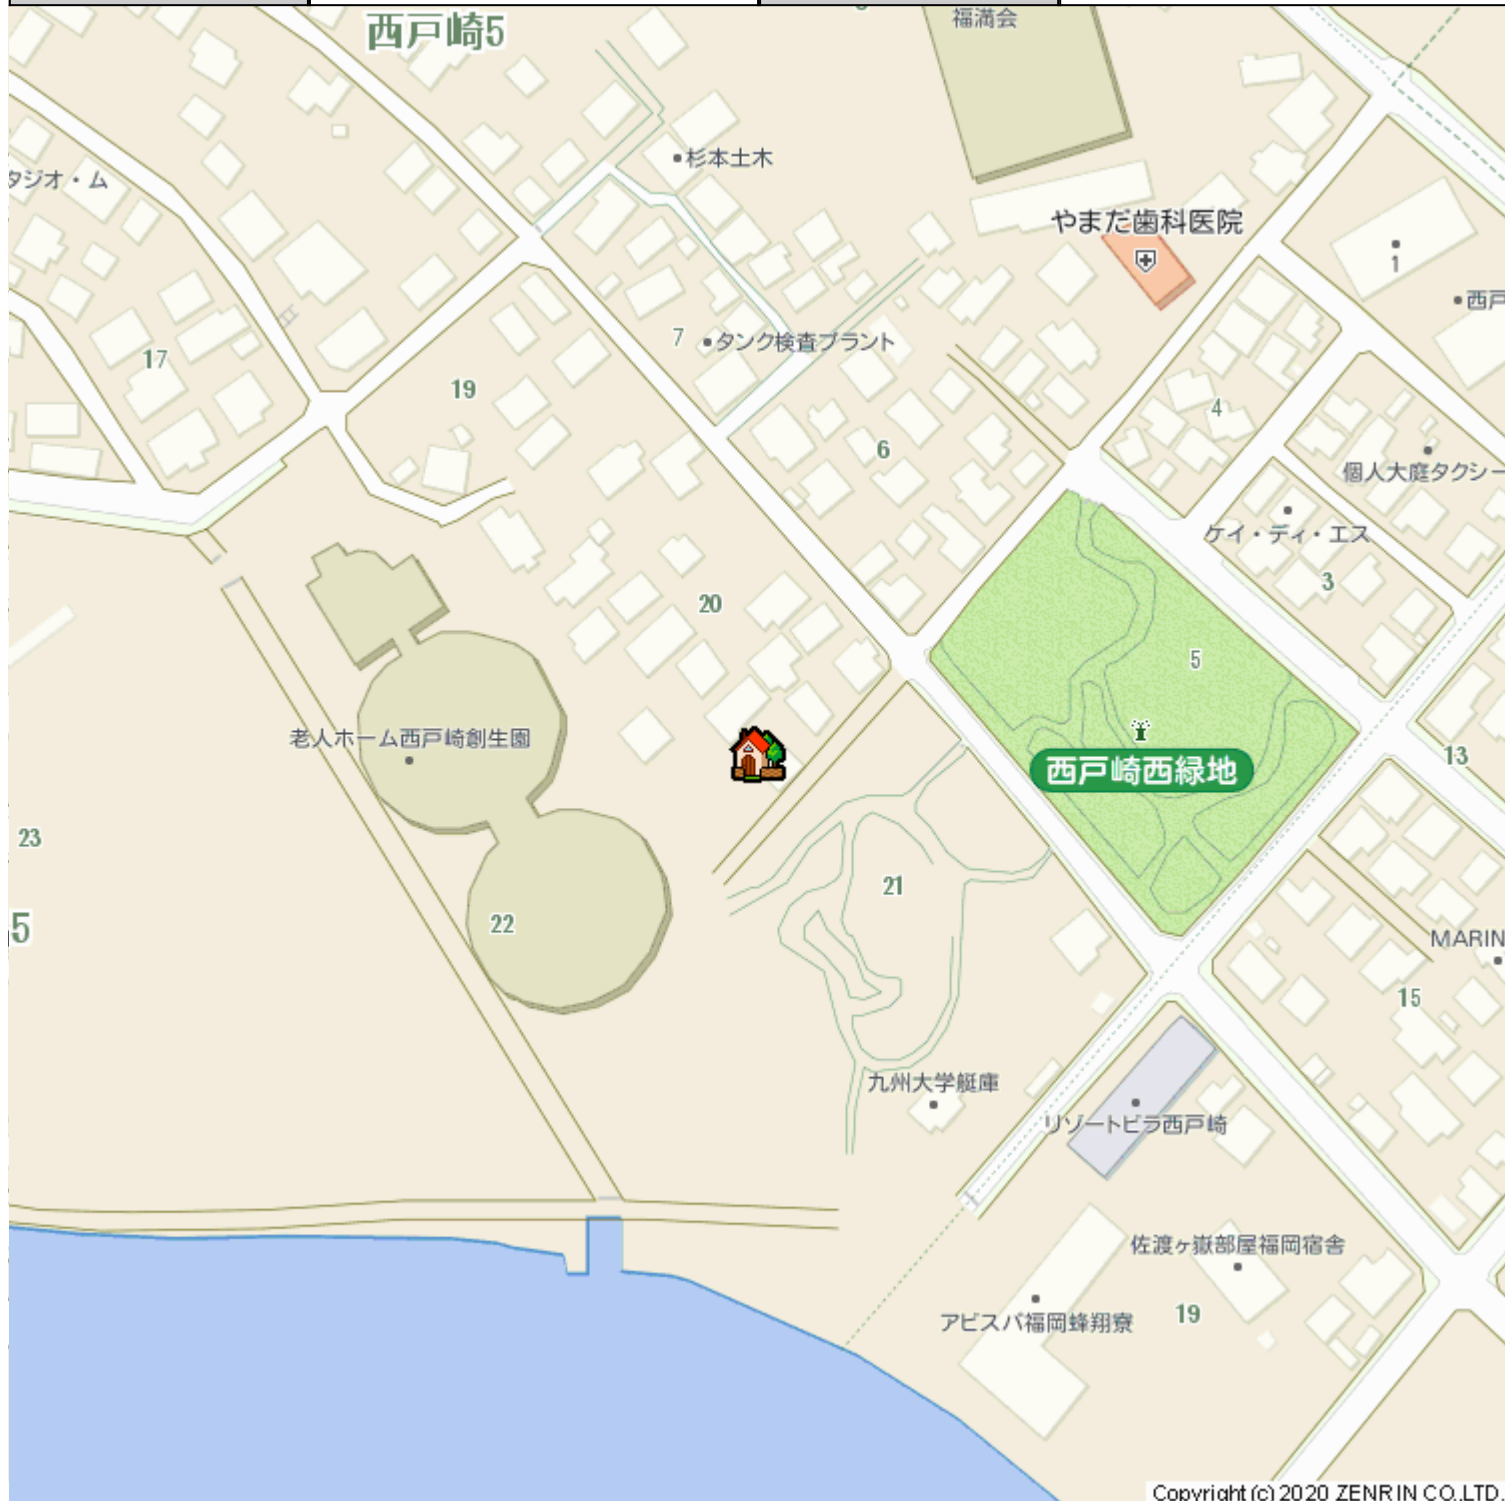 福満会
西戸崎5
杉本土木
タジオ・ム
やまだ歯科医院
1
西戸
7
タンク検査プラント
17
19
4
6
個人大庭タクシー
ケイ・ディ・エス
3
20
5
老人ホーム西戸崎創生園
西戸崎西緑地
13
23
21
22
5
MARIN
15
九州大学艇庫
リゾートビラ西戸崎
佐渡ヶ嶽部屋福岡宿舎
アビスパ福岡蜂翔寮
19
Copyright (c) 2020 ZENRIN CO.,LTD.